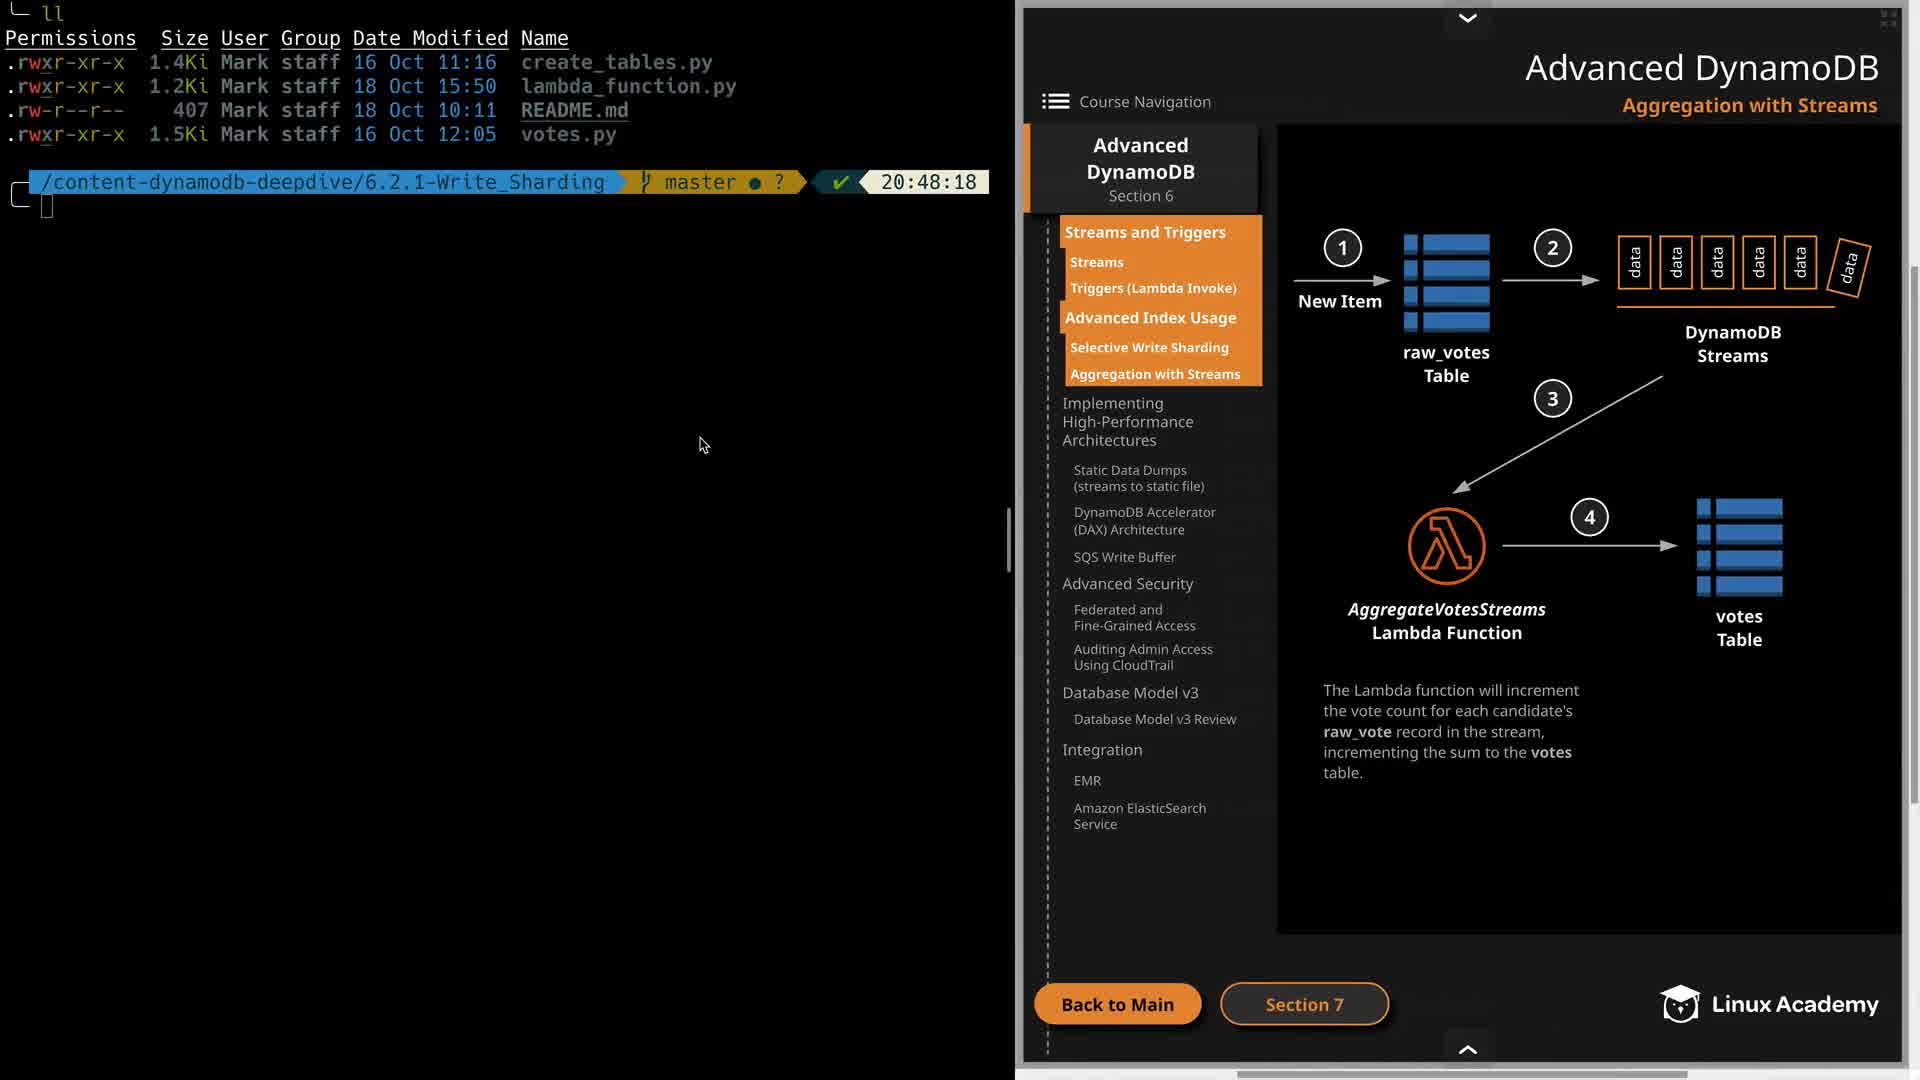 ll
Permissions Size User Group Date Modified Name
.rwxr-xr-x 1.4Ki Mark staff 16 Oct 11:16 create_tables.py
.rwxr-xr-x 1.2Ki Mark staff 18 Oct 15:50 lambda_function.py
.rw-r--r-- 407 Mark staff 18 Oct 10:11 README.md
.rwxr-xr-x 1.5Ki Mark staff 16 Oct 12:05 votes.py
/content-dynamodb-deepdive/6.2.1-Write_Sharding master ● ? ✔ 20:48:18
Advanced DynamoDB
Aggregation with Streams
Course Navigation
Advanced
DynamoDB
Section 6
Streams and Triggers
Streams
Triggers (Lambda Invoke)
Advanced Index Usage
Selective Write Sharding
Aggregation with Streams
Implementing
High-Performance
Architectures
Static Data Dumps
(streams to static file)
DynamoDB Accelerator
(DAX) Architecture
SQS Write Buffer
Advanced Security
Federated and
Fine-Grained Access
Auditing Admin Access
Using CloudTrail
Database Model v3
Database Model v3 Review
Integration
EMR
Amazon ElasticSearch
Service
1
New Item
raw_votes
Table
2
data
data
data
data
data
data
DynamoDB
Streams
3
AggregateVotesStreams
Lambda Function
4
votes
Table
The Lambda function will increment
the vote count for each candidate's
raw_vote record in the stream,
incrementing the sum to the votes
table.
Back to Main
Section 7
Linux Academy